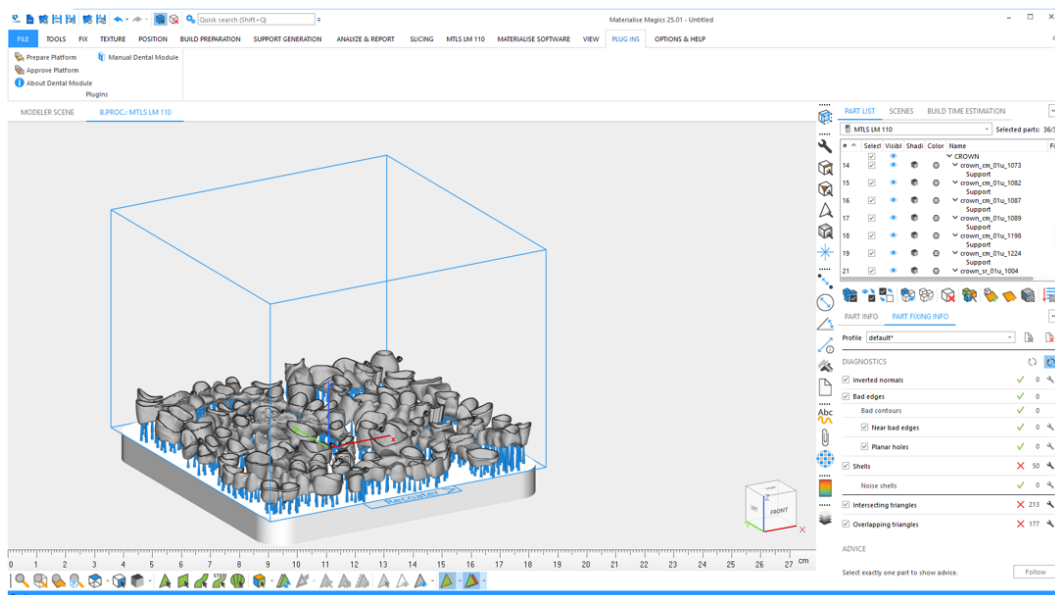 Quick search (Shift+Q)
Materialise Magics 25.01 - Untitled
FILE TOOLS FIX TEXTURE POSITION BUILD PREPARATION SUPPORT GENERATION ANALYZE & REPORT SLICING MTLS LM 110 MATERIALISE SOFTWARE VIEW PLUG INS OPTIONS & HELP
Prepare Platform Manual Dental Module
Approve Platform
About Dental Module
Plugins
MODELER SCENE B.PROC.: MTLS LM 110
PART LIST SCENES BUILD TIME ESTIMATION
MTLS LM 110 Selected parts: 36/3
# Select Visibl Shadi Color Name Fi
CROWN
14 crown_cm_01u_1073
Support
15 crown_cm_01u_1082
Support
16 crown_cm_01u_1087
Support
17 crown_cm_01u_1089
Support
18 crown_cm_01u_1198
Support
19 crown_cm_01u_1224
Support
21 crown_sr_01u_1004
PART INFO PART FIXING INFO
Profile default*
DIAGNOSTICS
Inverted normals 0
Bad edges 0
Bad contours 0
Near bad edges 0
Planar holes 0
Shells 50
Noise shells 0
Intersecting triangles 213
Overlapping triangles 177
ADVICE
Select exactly one part to show advice. Follow
Abc
x
Recoater
TOP
FRONT
Z
X
0 1 2 3 4 5 6 7 8 9 10 11 12 13 14 15 16 17 18 19 20 21 22 23 24 25 26 27 cm